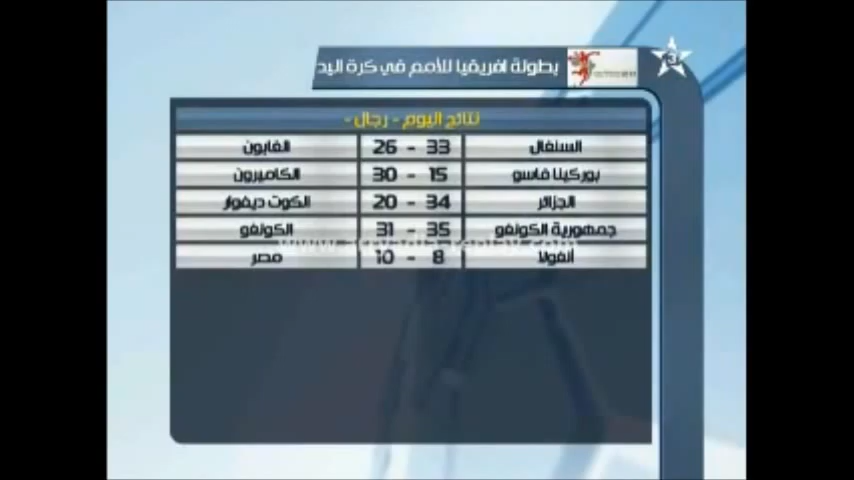 بطولة افريقيا للأمم في كرة اليد
نتائج اليوم - رجال -
السنغال 33 - 26 الغابون
بوركينا فاسو 15 - 30 الكاميرون
الجزائر 34 - 20 الكوت ديفوار
جمهورية الكونغو 35 - 31 الكونغو
أنغولا 8 - 10 مصر